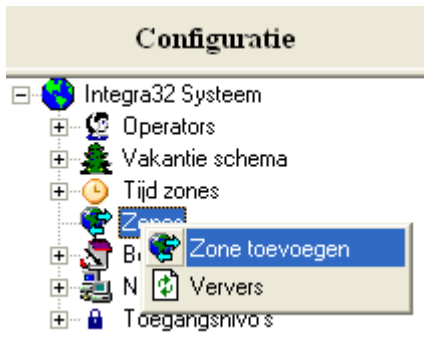 Configuratie
Integra32 Systeem
Operators
Vakantie schema
Tijd zones
Zones
Zone toevoegen
Ververs
Toegangsnivo's